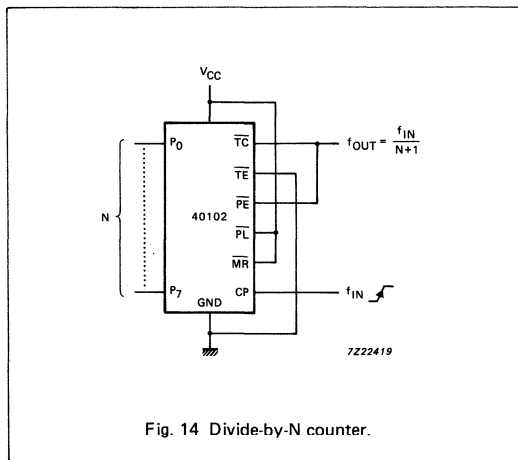 VCC
P0
TC
fOUT = fIN / N+1
TE
PE
N
40102
PL
MR
P7
CP
fIN
GND
7Z22419
Fig. 14 Divide-by-N counter.